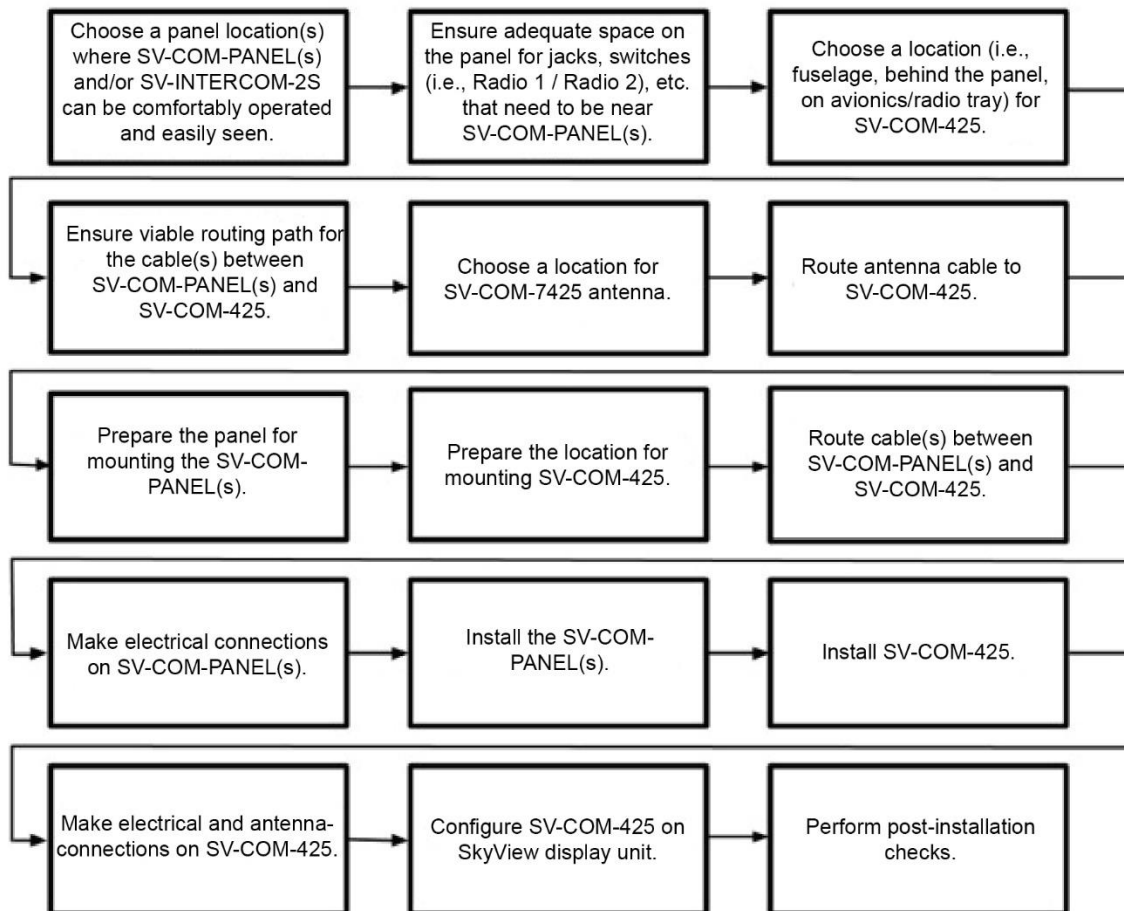 Choose a panel location(s)
where SV-COM-PANEL(s)
and/or SV-INTERCOM-2S
can be comfortably operated
and easily seen.
Ensure adequate space on
the panel for jacks, switches
(i.e., Radio 1 / Radio 2), etc.
that need to be near
SV-COM-PANEL(s).
Choose a location (i.e.,
fuselage, behind the panel,
on avionics/radio tray) for
SV-COM-425.
Ensure viable routing path for
the cable(s) between
SV-COM-PANEL(s) and
SV-COM-425.
Choose a location for
SV-COM-7425 antenna.
Route antenna cable to
SV-COM-425.
Prepare the panel for
mounting the SV-COM-
PANEL(s).
Prepare the location for
mounting SV-COM-425.
Route cable(s) between
SV-COM-PANEL(s) and
SV-COM-425.
Make electrical connections
on SV-COM-PANEL(s).
Install the SV-COM-
PANEL(s).
Install SV-COM-425.
Make electrical and antenna-
connections on SV-COM-425.
Configure SV-COM-425 on
SkyView display unit.
Perform post-installation
checks.